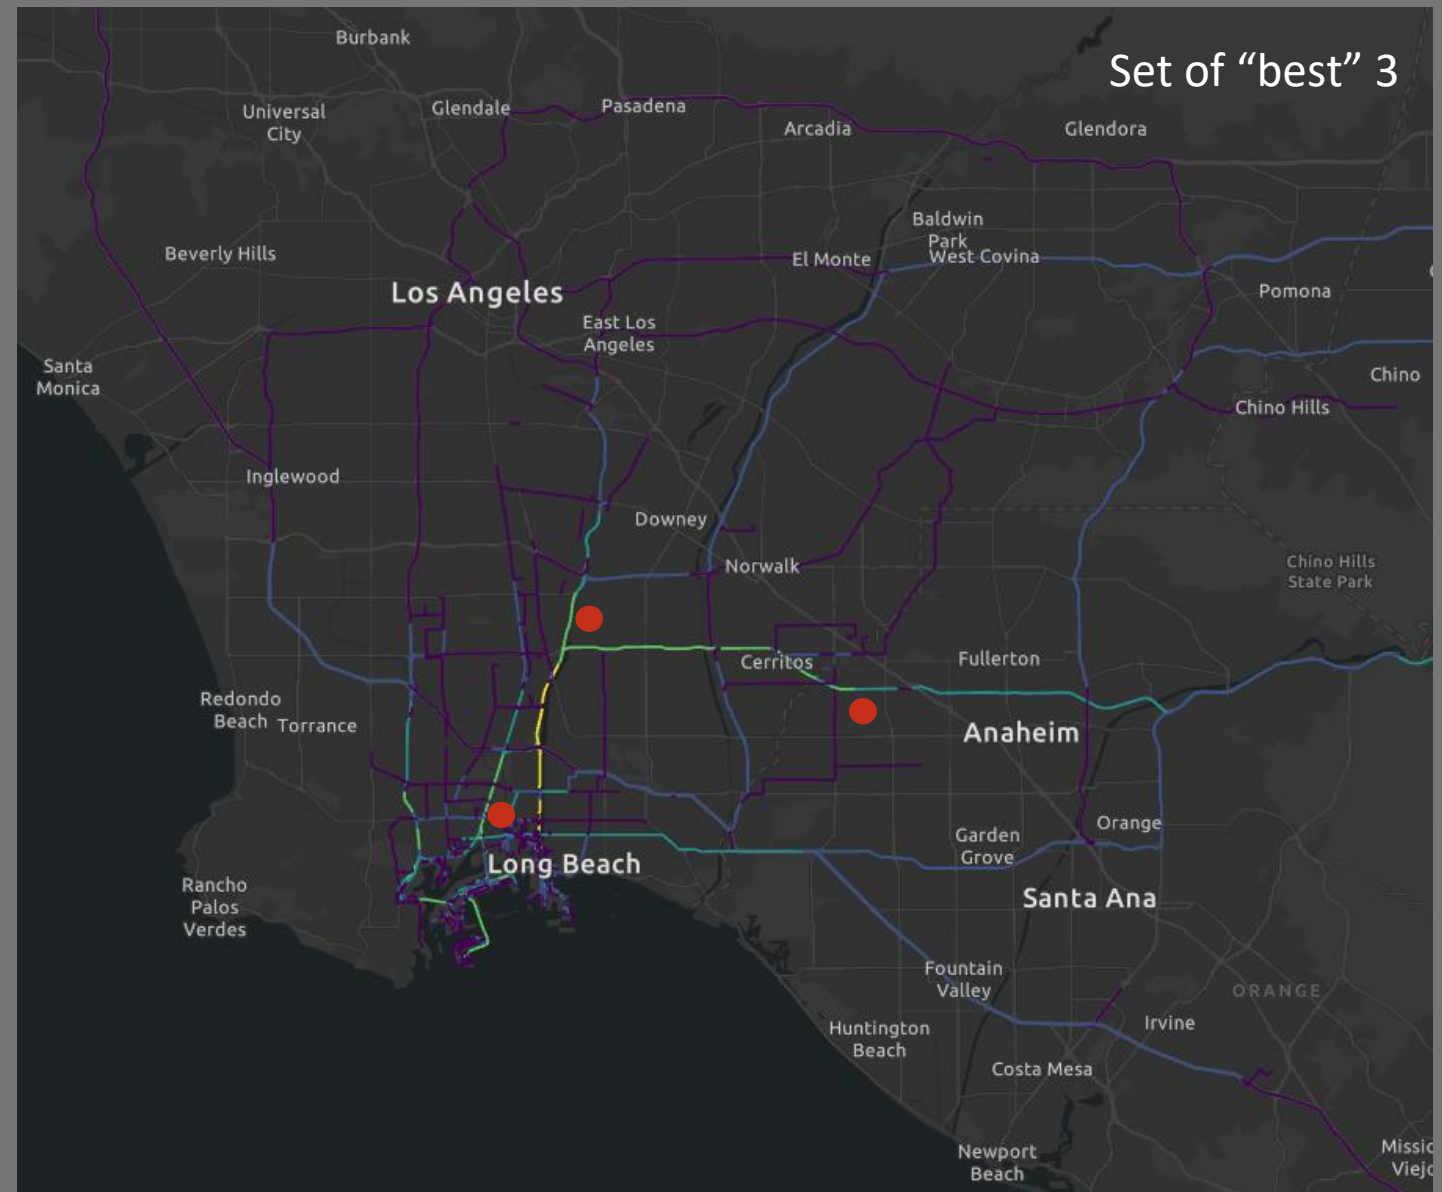 Set of “best” 3
Burbank
Universal
City
Glendale
Pasadena
Arcadia
Glendora
Beverly Hills
Baldwin
Park
West Covina
El Monte
Pomona
Los Angeles
East Los
Angeles
Santa
Monica
Chino
Chino Hills
Inglewood
Downey
Norwalk
Chino Hills
State Park
Cerritos
Fullerton
Redondo
Beach
Torrance
Anaheim
Orange
Garden
Grove
Long Beach
Rancho
Palos
Verdes
Santa Ana
Fountain
Valley
ORANGE
Huntington
Beach
Irvine
Costa Mesa
Newport
Beach